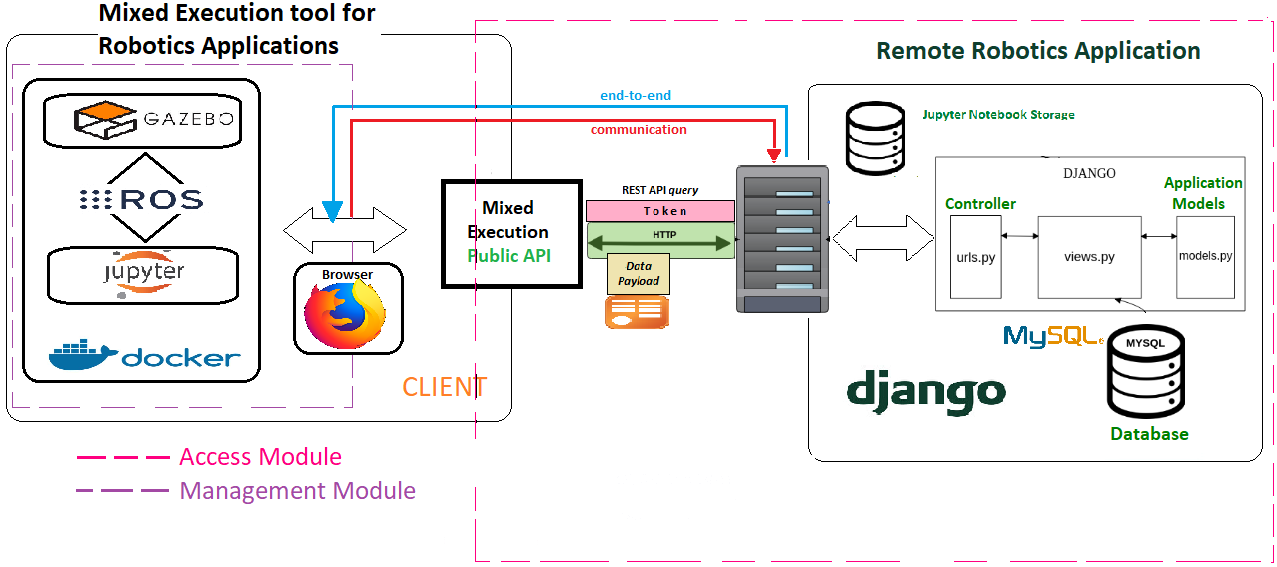 Mixed Execution tool for
Robotics Applications
GAZEBO
ROS
jupyter
docker
Browser
CLIENT
end-to-end
communication
Mixed
Execution
Public API
REST API query
Token
HTTP
Data
Payload
Remote Robotics Application
Jupyter Notebook Storage
DJANGO
Controller
Application
Models
urls.py
views.py
models.py
MySQL
MYSQL
django
Database
Access Module
Management Module